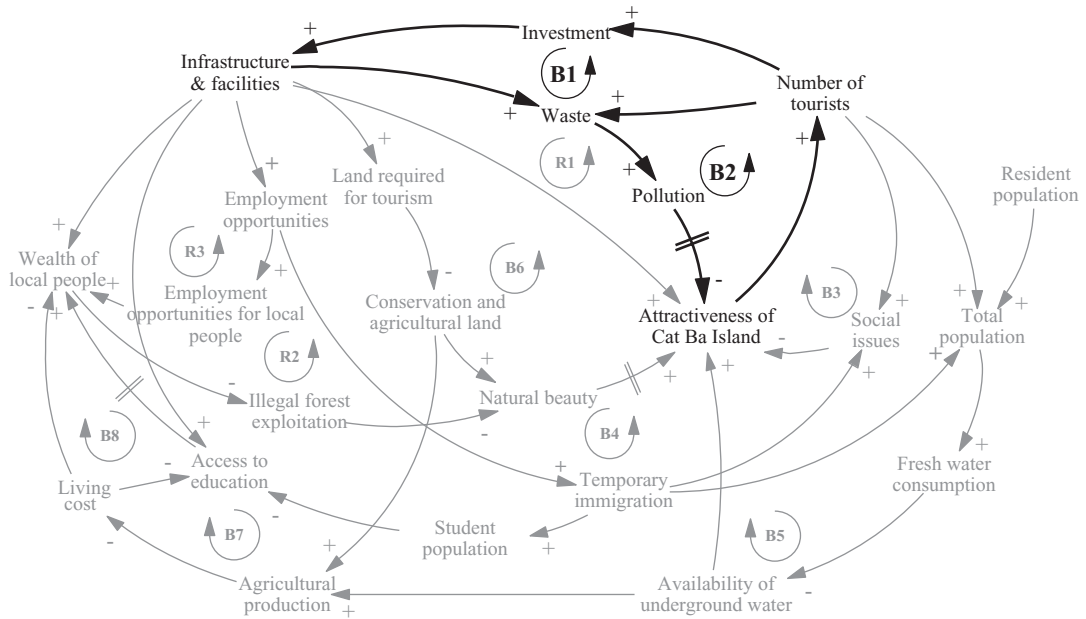 Investment
+
+
Infrastructure
& facilities
B1
Number of
tourists
+
+
Waste
+
+
R1
+
B2
+
Land required
for tourism
Pollution
Resident
population
+
Employment
opportunities
+
R3
Wealth of
local people
B6
-
-
+
+
+
Employment
opportunities for local
people
Conservation and
agricultural land
-
+
Attractiveness of
Cat Ba Island
B3
+
Social
issues
-
+
+
Total
population
R2
+
+
+
+
+
-
Illegal forest
exploitation
Natural beauty
-
B8
+
B4
-
Access to
education
+
Temporary
immigration
+
Fresh water
consumption
Living
cost
-
Student
population
+
B7
B5
-
+
Agricultural
production
+
Availability of
underground water
-